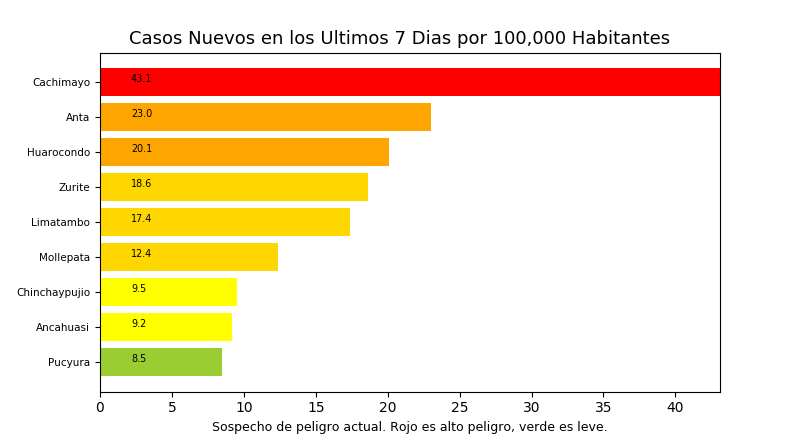 Casos Nuevos en los Ultimos 7 Dias por 100,000 Habitantes
Cachimayo 43.1
Anta 23.0
Huarocondo 20.1
Zurite 18.6
Limatambo 17.4
Mollepata 12.4
Chinchaypujio 9.5
Ancahuasi 9.2
Pucyura 8.5
0 5 10 15 20 25 30 35 40
Sospecho de peligro actual. Rojo es alto peligro, verde es leve.